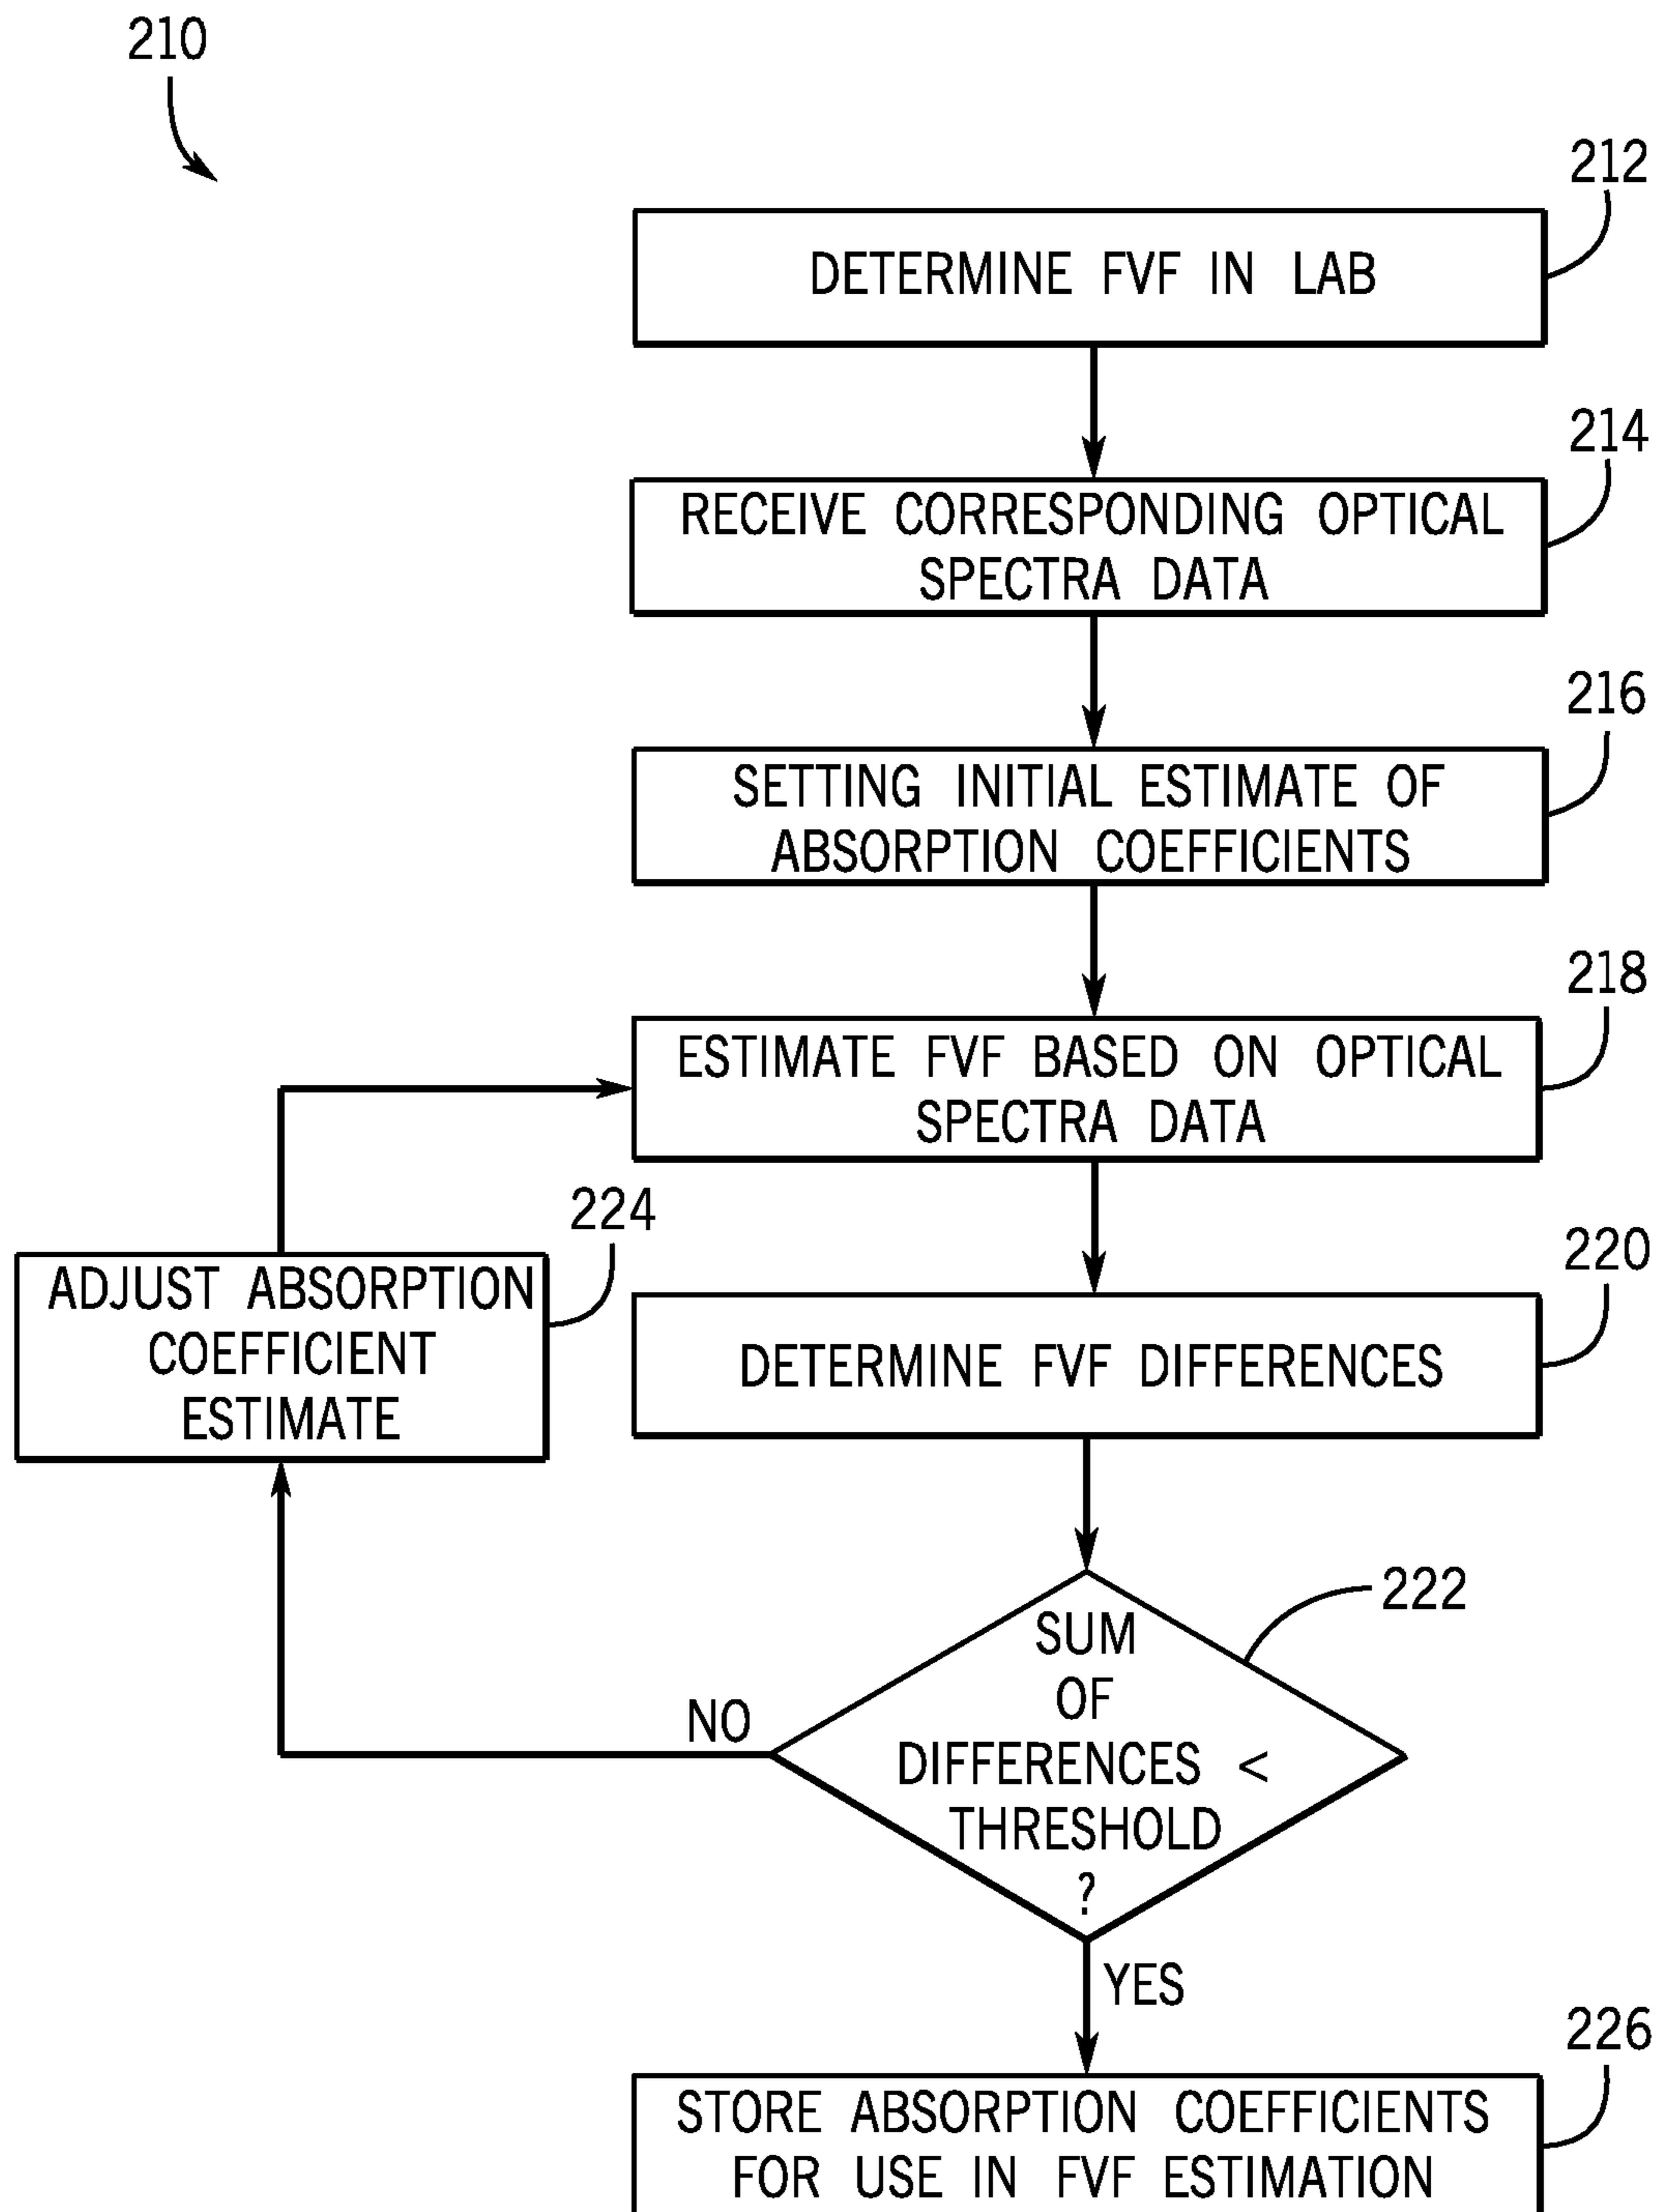 210
212
DETERMINE FVF IN LAB
214
RECEIVE CORRESPONDING OPTICAL
SPECTRA DATA
216
SETTING INITIAL ESTIMATE OF
ABSORPTION COEFFICIENTS
218
ESTIMATE FVF BASED ON OPTICAL
SPECTRA DATA
224
ADJUST ABSORPTION
COEFFICIENT
ESTIMATE
220
DETERMINE FVF DIFFERENCES
222
SUM
OF
DIFFERENCES <
THRESHOLD
?
NO
YES
226
STORE ABSORPTION COEFFICIENTS
FOR USE IN FVF ESTIMATION